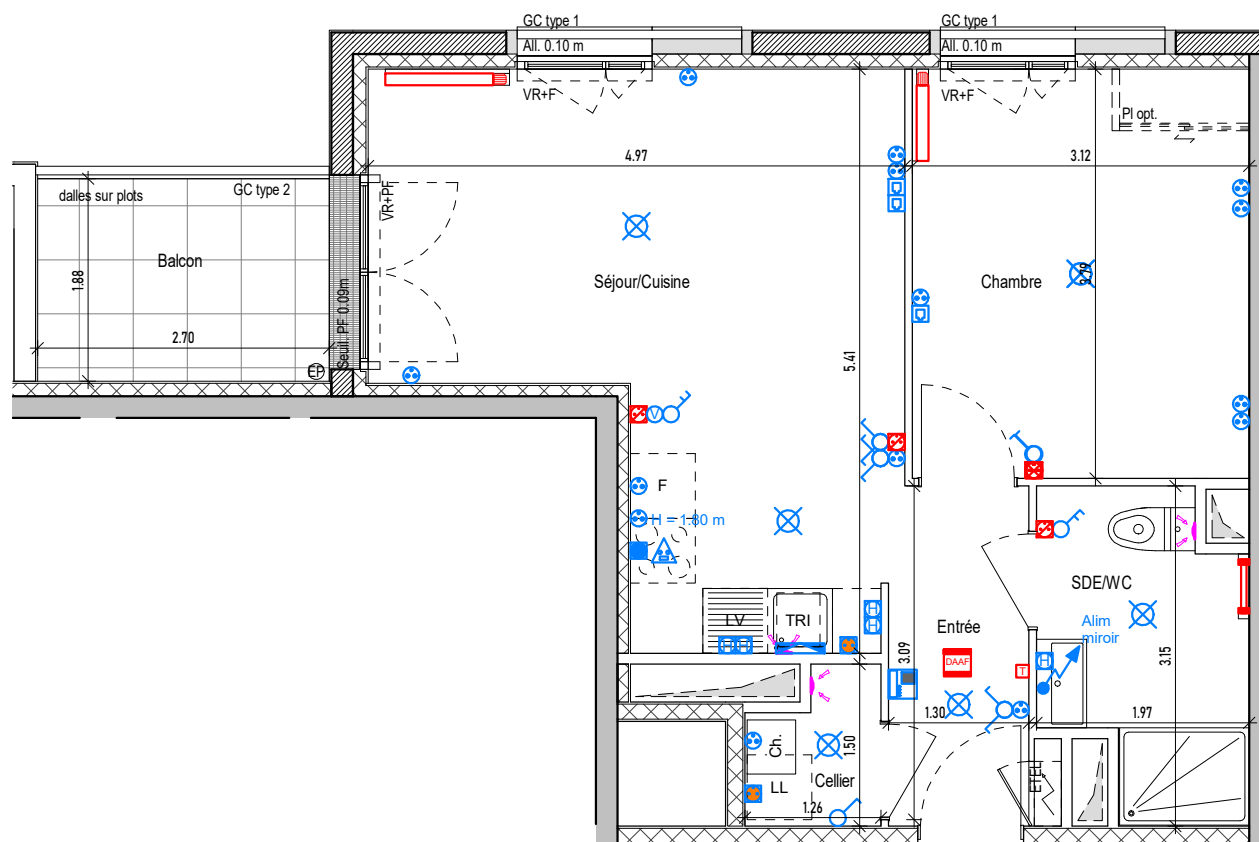 GC type 1
GC type 1
All. 0.10 m
All. 0.10 m
VR+F
VR+F
Pl opt.
4.97
3.12
dalles sur plots
GC type 2
VR+PF
Balcon
1.88
Séjour/Cuisine
Chambre
3.79
Seuil. PF 0.09m
2.70
5.41
EP
V
F
H = 1.80 m
SDE/WC
LV
TRI
H
H
Entrée
Alim
miroir
HH
3.09
DAAF
T
H
3.15
1.30
1.97
Ch.
1.50
LL
Cellier
ETEL
1.26